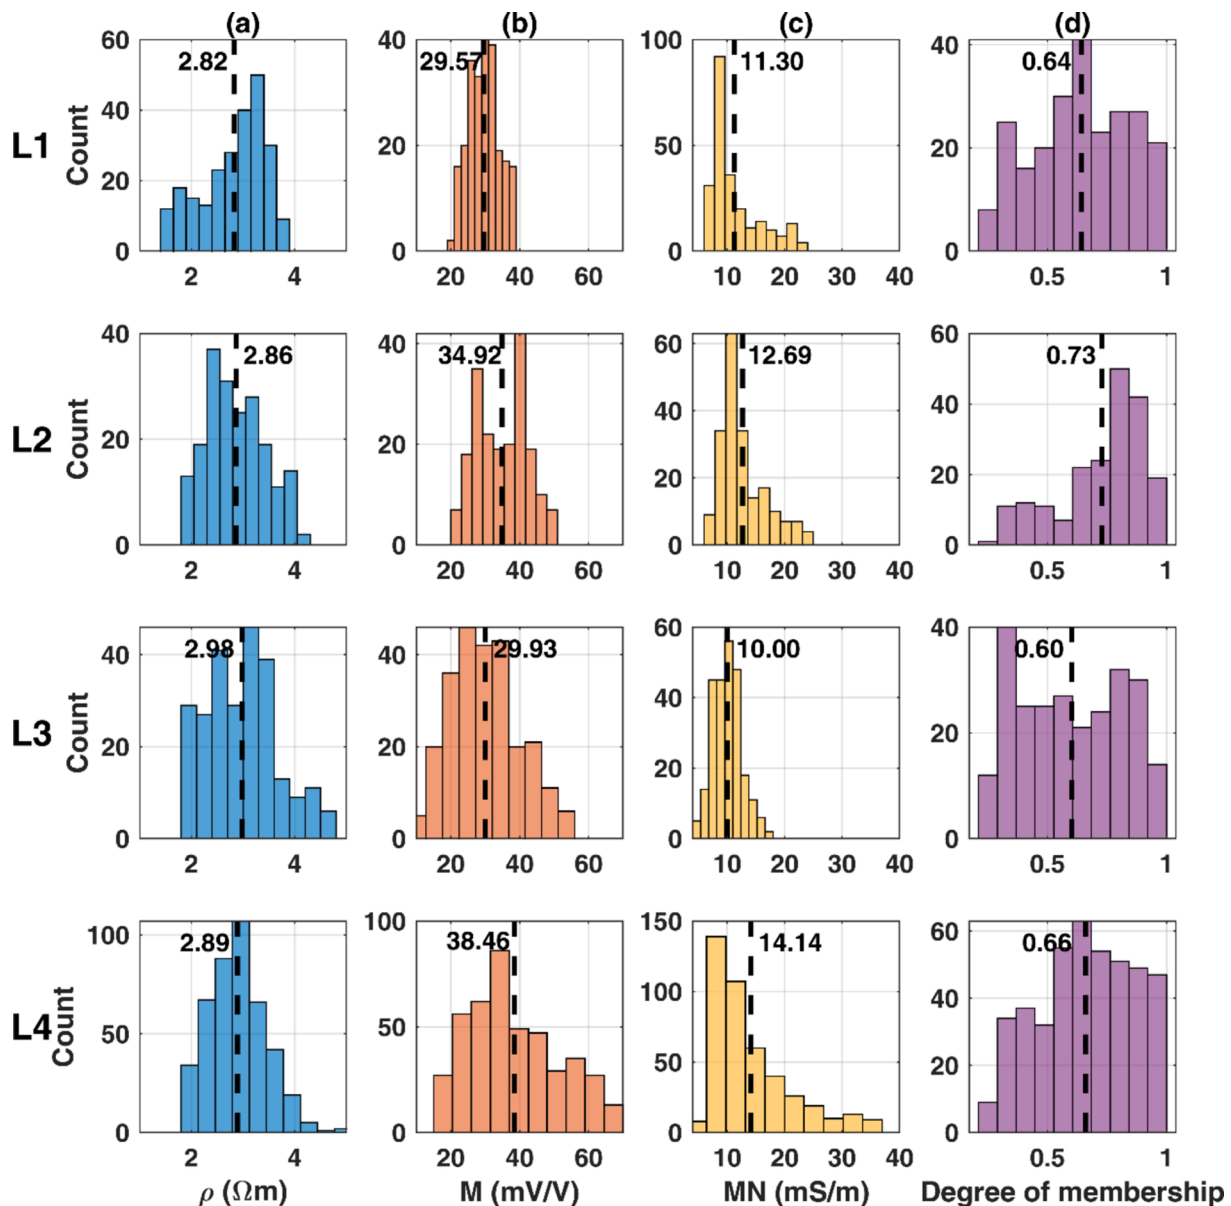 (a) (b) (c) (d)
L1 Count 60 40 20 0 2.82 2 4
40 20 0 29.57 20 40 60
100 50 0 11.30 10 20 30 40
40 20 0 0.64 0.5 1
L2 Count 40 20 0 2.86 2 4
40 20 0 34.92 20 40 60
60 40 20 0 12.69 10 20 30 40
60 40 20 0 0.73 0.5 1
L3 Count 40 20 0 2.98 2 4
40 20 0 29.93 20 40 60
60 40 20 0 10.00 10 20 30 40
40 20 0 0.60 0.5 1
L4 Count 100 50 0 2.89 2 4
100 50 0 38.46 20 40 60
150 100 50 0 14.14 10 20 30 40
60 40 20 0 0.66 0.5 1
ρ (Ωm) M (mV/V) MN (mS/m) Degree of membership